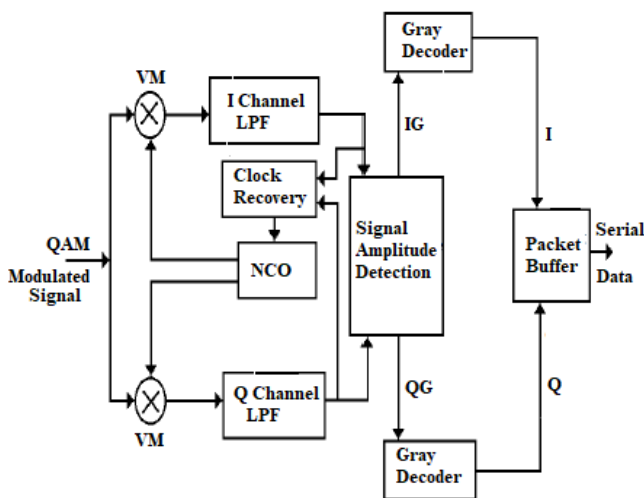 Gray
Decoder
VM
I Channel
LPF
IG
I
Clock
Recovery
QAM
Modulated
Signal
NCO
Signal
Amplitude
Detection
Packet
Buffer
Serial
Data
Q Channel
LPF
QG
Q
VM
Gray
Decoder